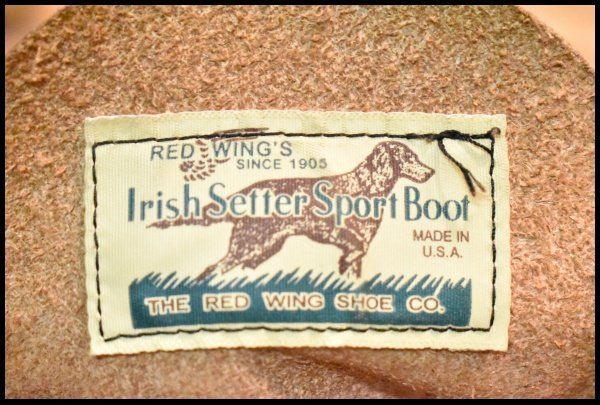 RED WING'S
SINCE 1905
Irish Setter Sport Boot
MADE IN
U.S.A.
THE RED WING SHOE CO.